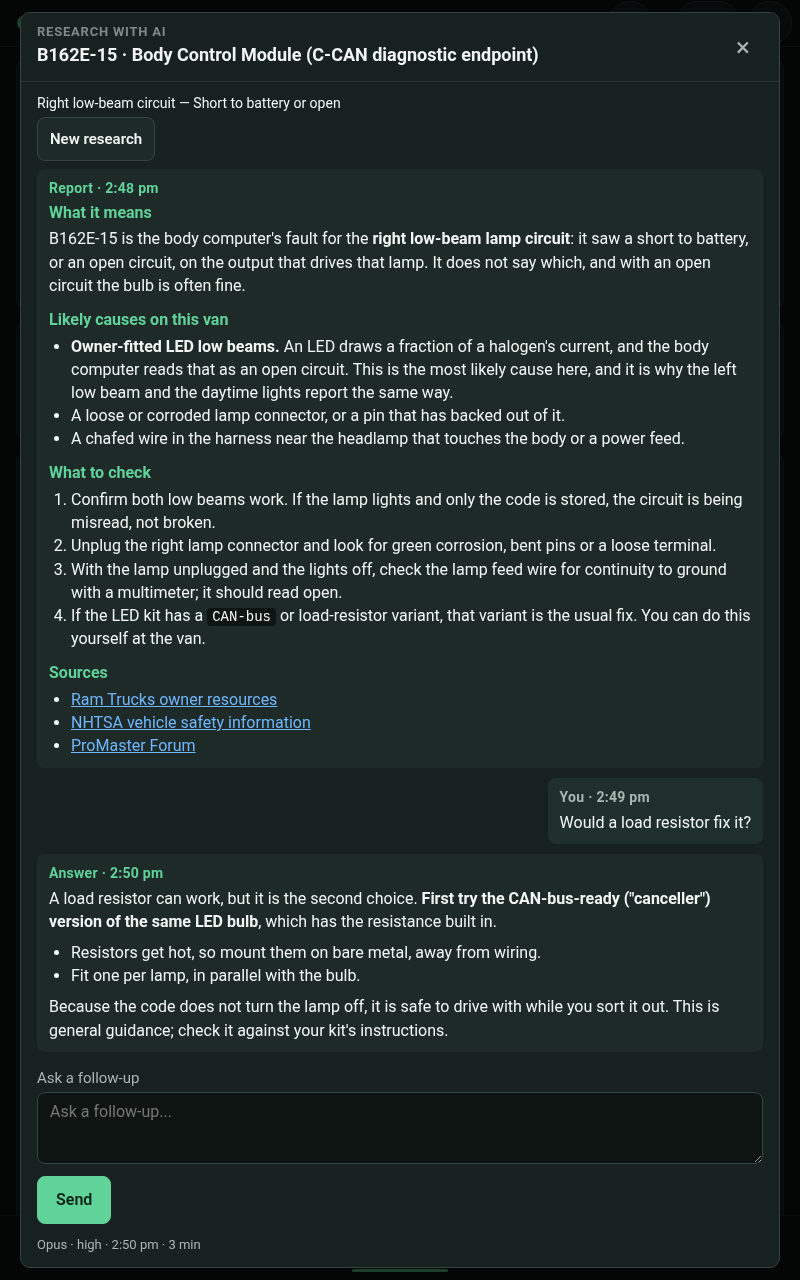 RESEARCH WITH AI
B162E-15 · Body Control Module (C-CAN diagnostic endpoint)
×
Right low-beam circuit — Short to battery or open
New research
Report · 2:48 pm
What it means
B162E-15 is the body computer's fault for the right low-beam lamp circuit: it saw a short to battery,
or an open circuit, on the output that drives that lamp. It does not say which, and with an open
circuit the bulb is often fine.
Likely causes on this van
• Owner-fitted LED low beams. An LED draws a fraction of a halogen's current, and the body
computer reads that as an open circuit. This is the most likely cause here, and it is why the left
low beam and the daytime lights report the same way.
• A loose or corroded lamp connector, or a pin that has backed out of it.
• A chafed wire in the harness near the headlamp that touches the body or a power feed.
What to check
1. Confirm both low beams work. If the lamp lights and only the code is stored, the circuit is being
misread, not broken.
2. Unplug the right lamp connector and look for green corrosion, bent pins or a loose terminal.
3. With the lamp unplugged and the lights off, check the lamp feed wire for continuity to ground
with a multimeter; it should read open.
4. If the LED kit has a CAN-bus or load-resistor variant, that variant is the usual fix. You can do this
yourself at the van.
Sources
• Ram Trucks owner resources
• NHTSA vehicle safety information
• ProMaster Forum
You · 2:49 pm
Would a load resistor fix it?
Answer · 2:50 pm
A load resistor can work, but it is the second choice. First try the CAN-bus-ready ("canceller")
version of the same LED bulb, which has the resistance built in.
• Resistors get hot, so mount them on bare metal, away from wiring.
• Fit one per lamp, in parallel with the bulb.
Because the code does not turn the lamp off, it is safe to drive with while you sort it out. This is
general guidance; check it against your kit's instructions.
Ask a follow-up
Ask a follow-up...
Send
Opus · high · 2:50 pm · 3 min